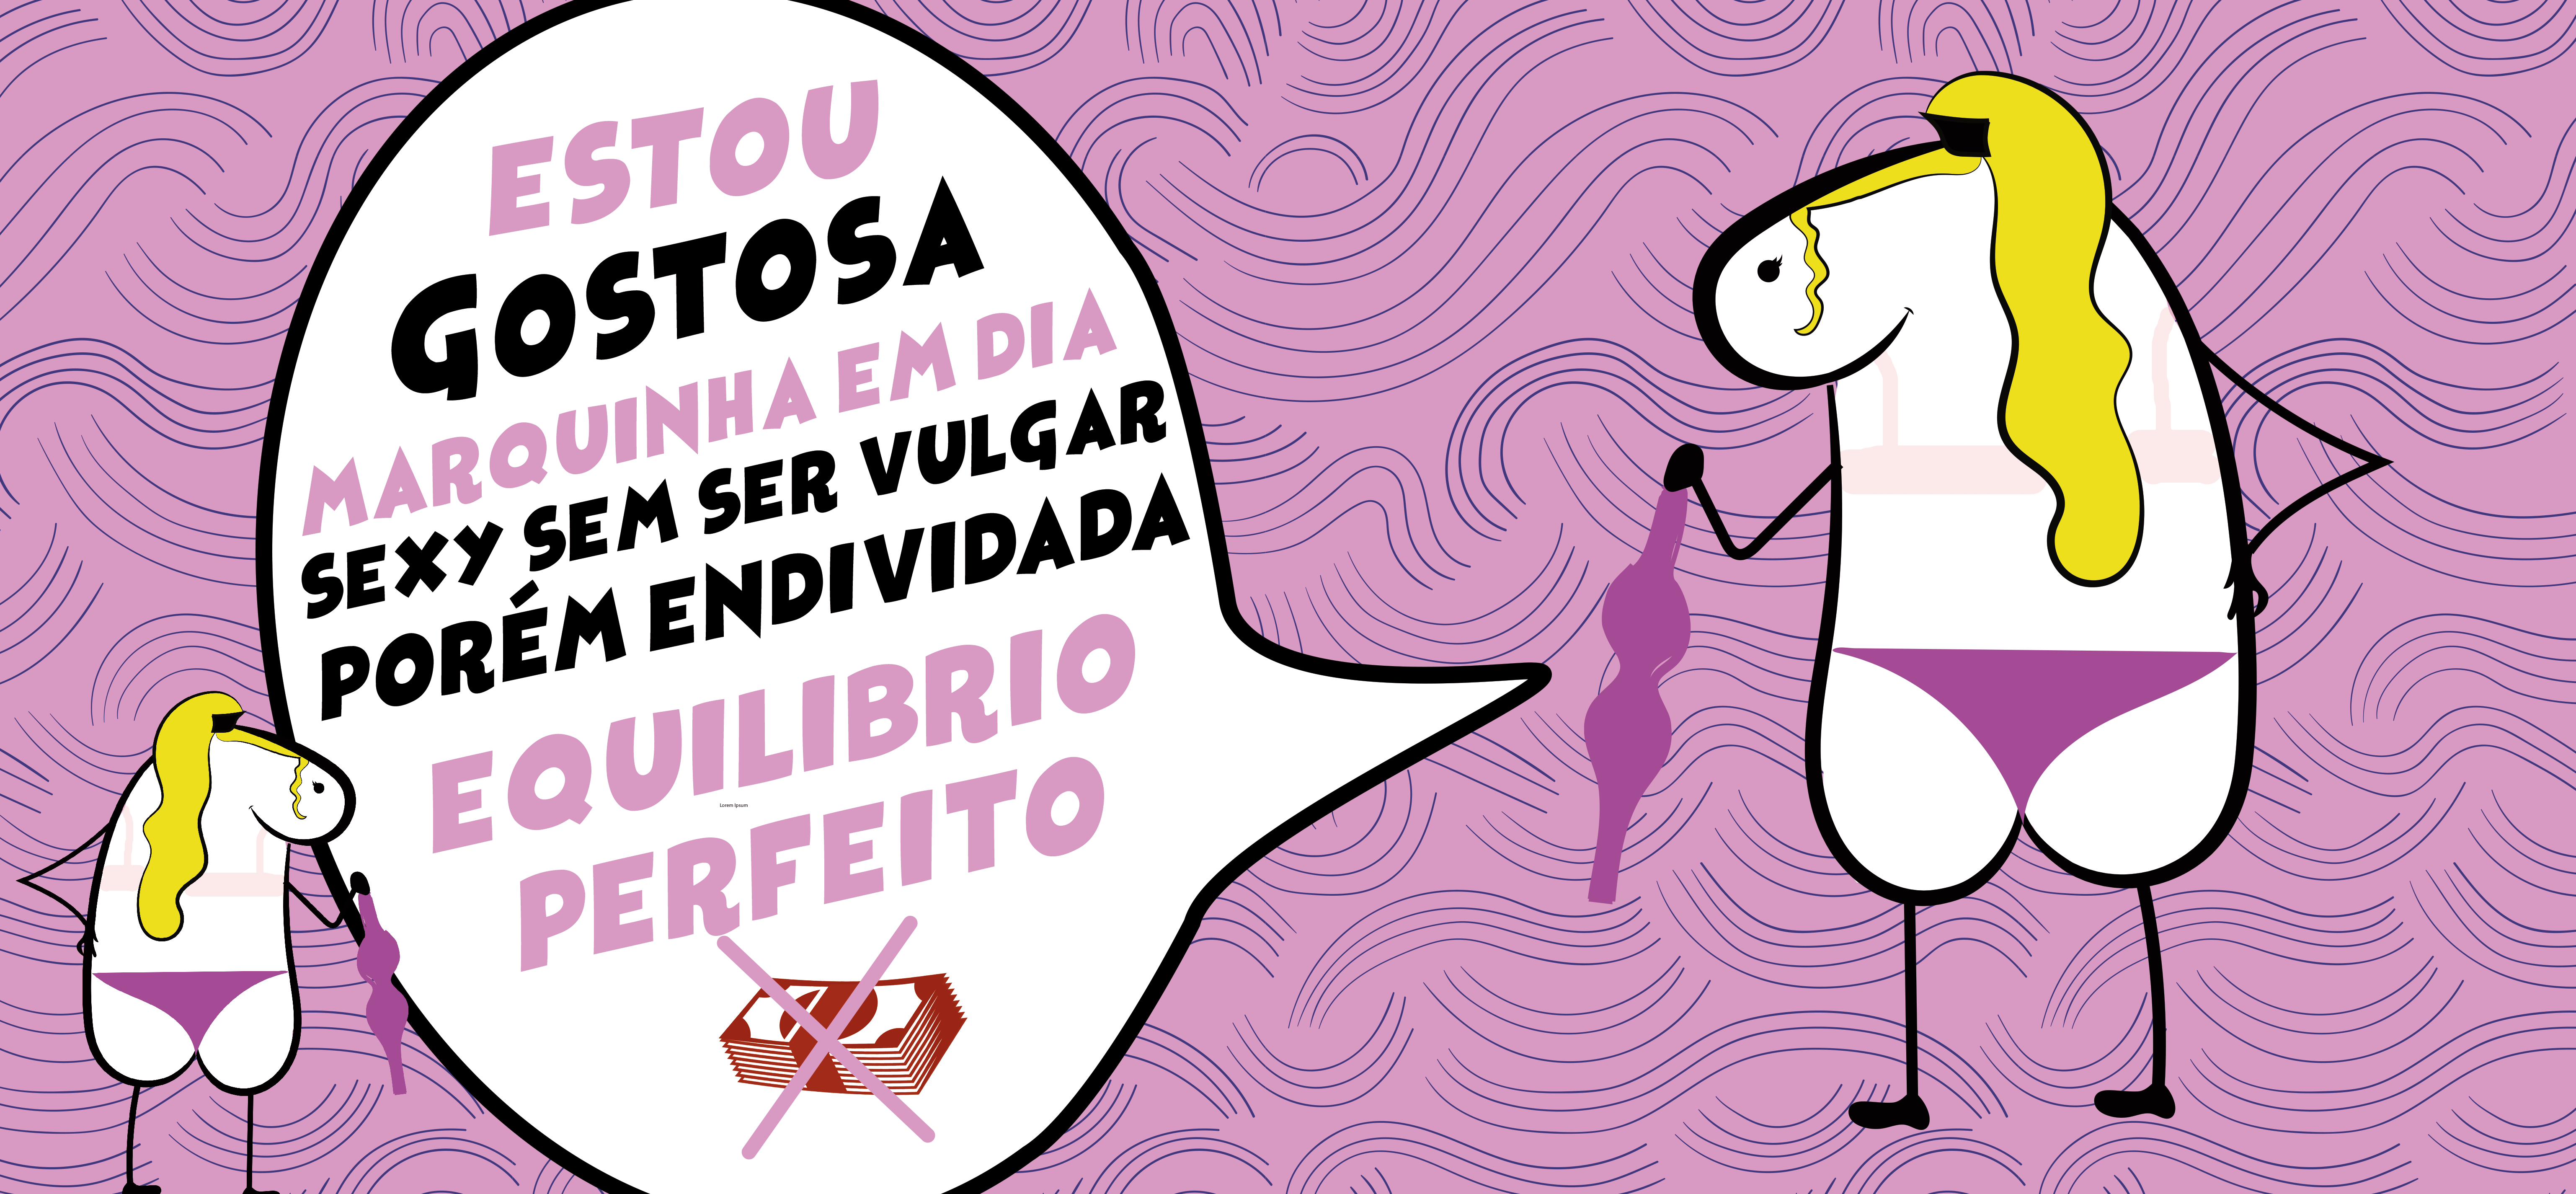 ESTOU
GOSTOSA
MARQUINHA EM DIA
SEXY SEM SER VULGAR
PORÉM ENDIVIDADA
EQUILIBRIO
Lorem Ipsum
PERFEITO